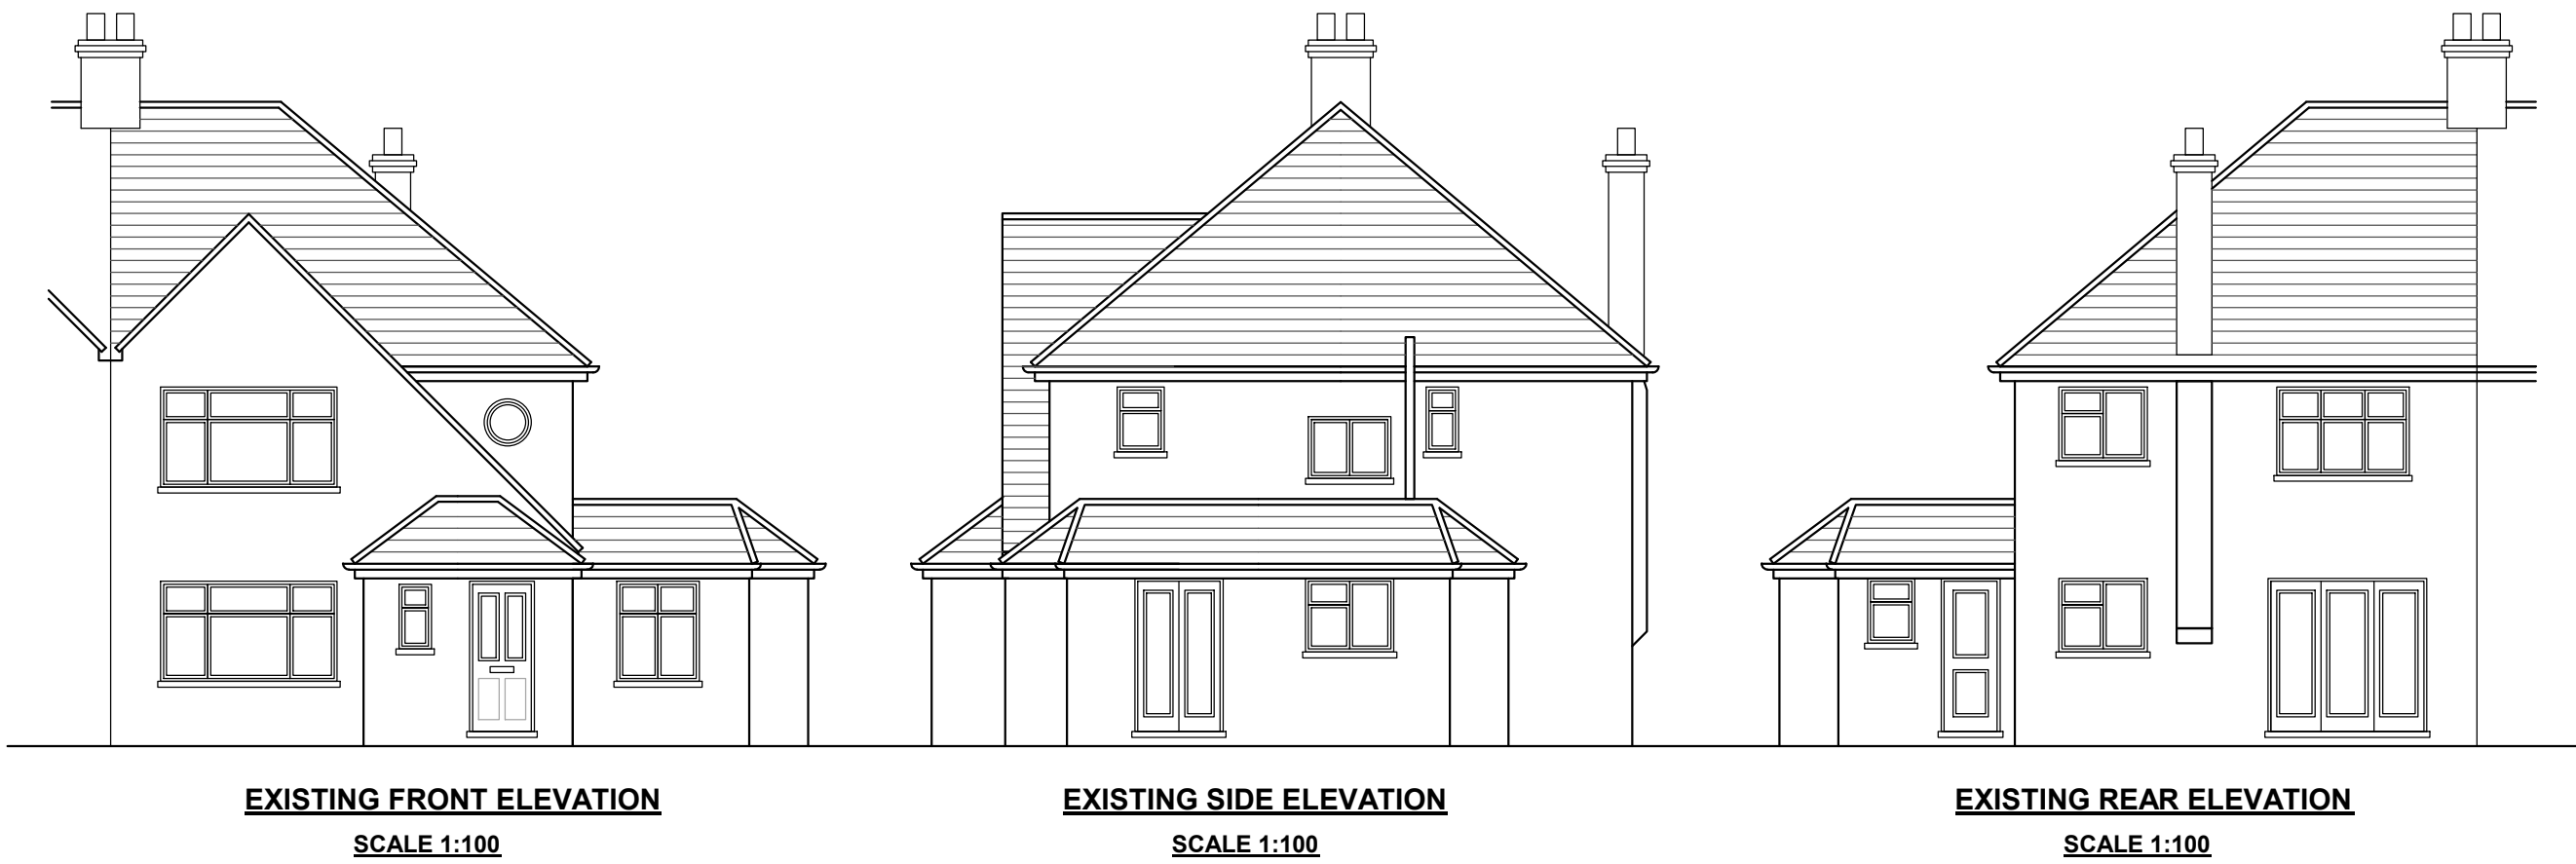 EXISTING FRONT ELEVATION
SCALE 1:100
EXISTING SIDE ELEVATION
SCALE 1:100
EXISTING REAR ELEVATION
SCALE 1:100